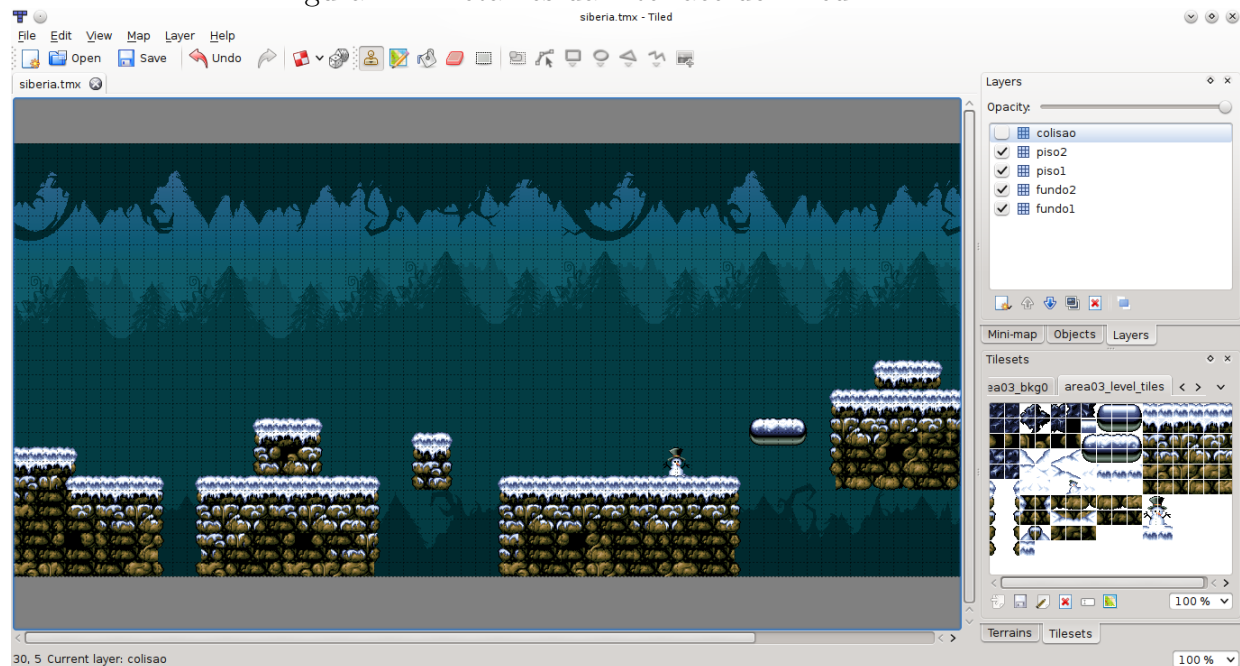 siberia.tmx - Tiled
File Edit View Map Layer Help
Open Save Undo
siberia.tmx
Layers
Opacity:
colisao
piso2
piso1
fundo2
fundo1
Mini-map Objects Layers
Tilesets
ea03_bkg0 area03_level_tiles
100 %
Terrains Tilesets
30, 5 Current layer: colisao
100 %